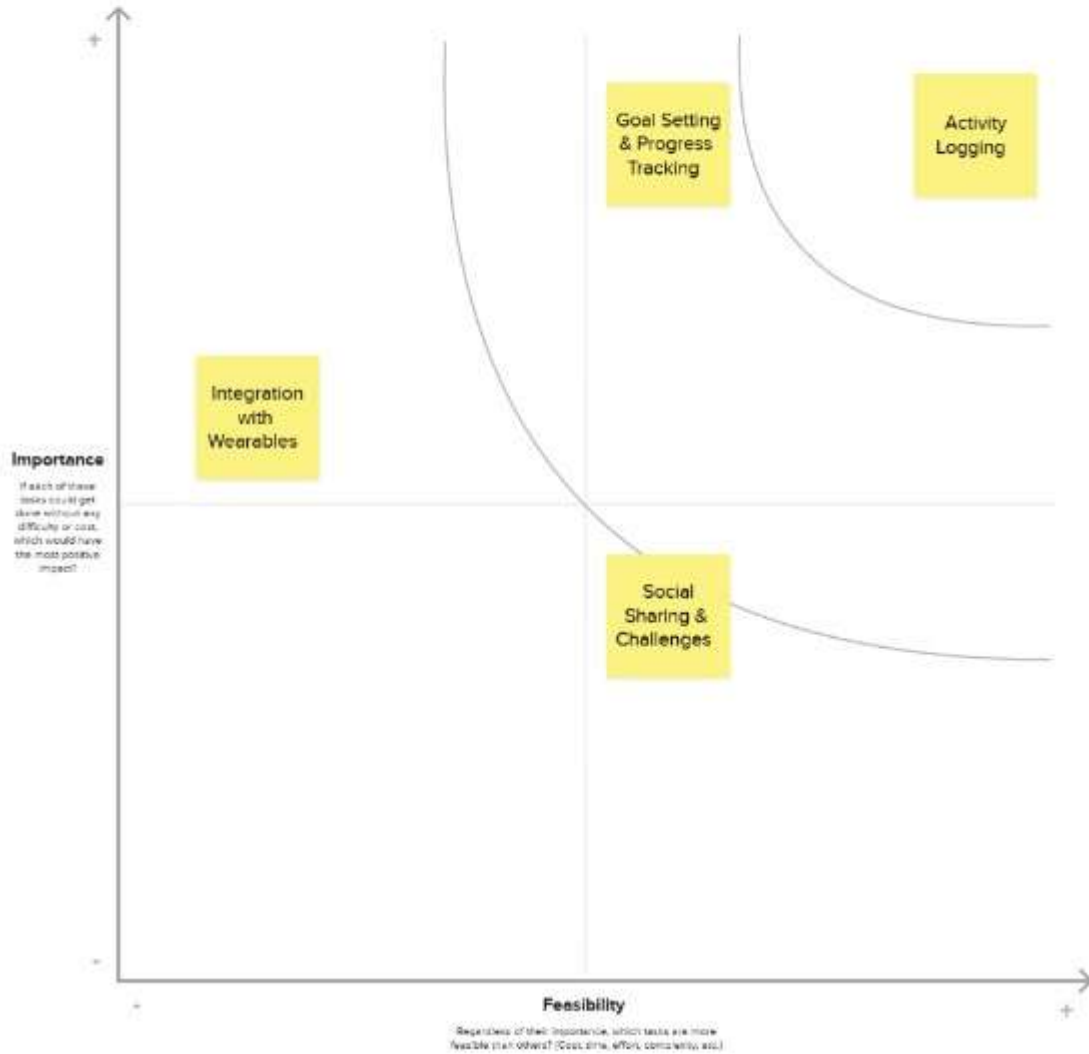 +
Goal Setting
& Progress
Tracking
Activity
Logging
Integration
with
Wearables
Importance
If each of these
tasks could get
done without any
difficulty or cost,
which would have
the most positive
impact?
Social
Sharing &
Challenges
-
-
Feasibility
+
Regardless of their importance, which tasks are more
feasible than others? (Cost, time, effort, complexity, etc.)